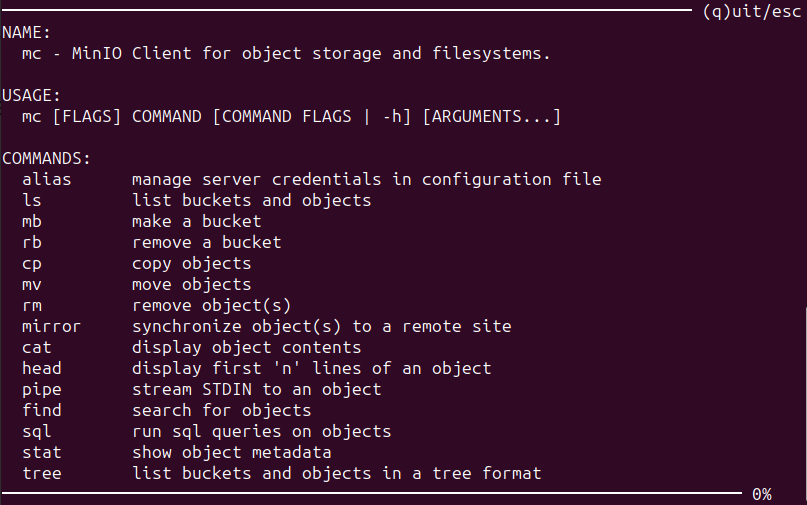 (q)uit/esc
NAME:
mc - MinIO Client for object storage and filesystems.
USAGE:
mc [FLAGS] COMMAND [COMMAND FLAGS | -h] [ARGUMENTS...]
COMMANDS:
alias manage server credentials in configuration file
ls list buckets and objects
mb make a bucket
rb remove a bucket
cp copy objects
mv move objects
rm remove object(s)
mirror synchronize object(s) to a remote site
cat display object contents
head display first 'n' lines of an object
pipe stream STDIN to an object
find search for objects
sql run sql queries on objects
stat show object metadata
tree list buckets and objects in a tree format
0%